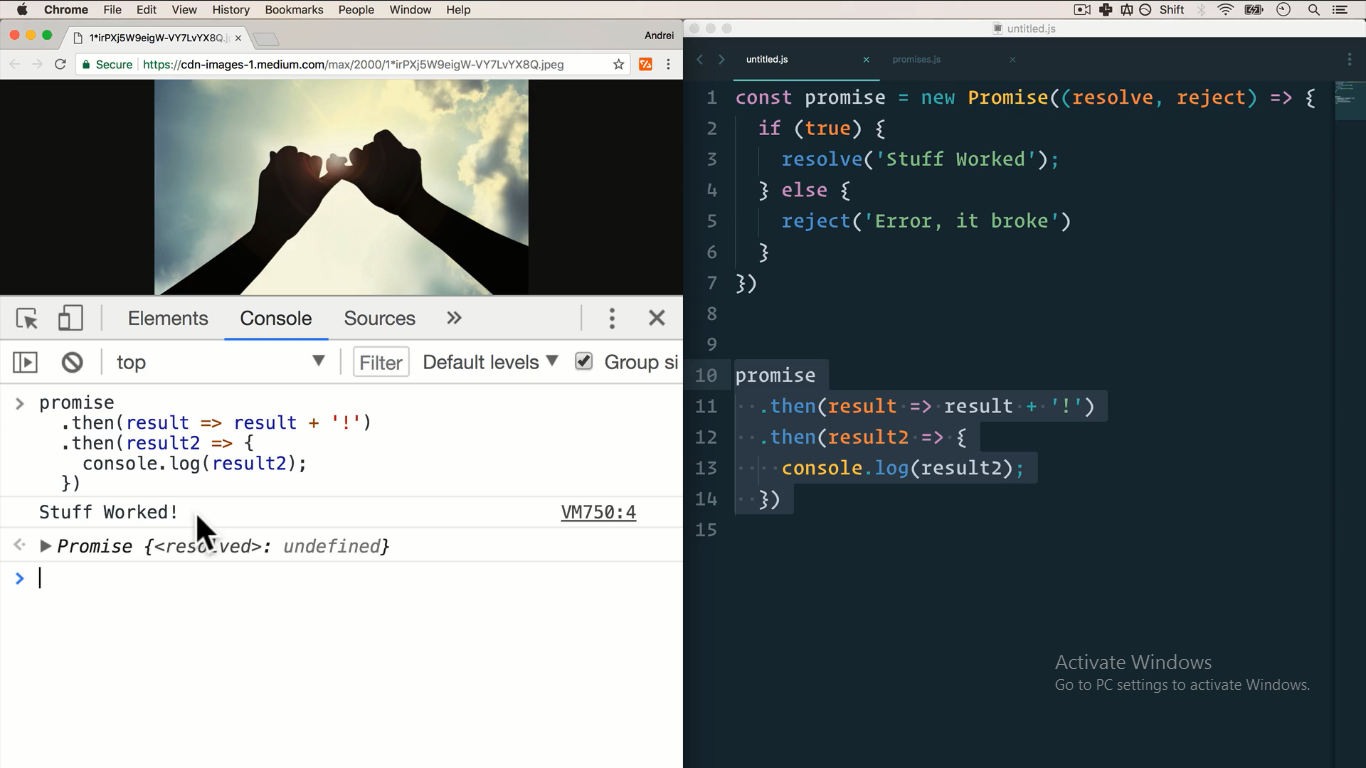 Chrome File Edit View History Bookmarks People Window Help Shift
1*irPXj5W9eigW-VY7LvYX8Q.j Andrei
Secure https://cdn-images-1.medium.com/max/2000/1*irPXj5W9eigW-VY7LvYX8Q.jpeg
Elements Console Sources »
top Filter Default levels Group si
> promise
.then(result => result + '!')
.then(result2 => {
console.log(result2);
})
Stuff Worked! VM750:4
Promise {<resolved>: undefined}
>
untitled.js
untitled.js × promises.js ×
1 const promise = new Promise((resolve, reject) => {
2 if (true) {
3 resolve('Stuff Worked');
4 } else {
5 reject('Error, it broke')
6 }
7 })
8
9
10 promise
11 .then(result => result + '!')
12 .then(result2 => {
13 console.log(result2);
14 })
15
Activate Windows
Go to PC settings to activate Windows.